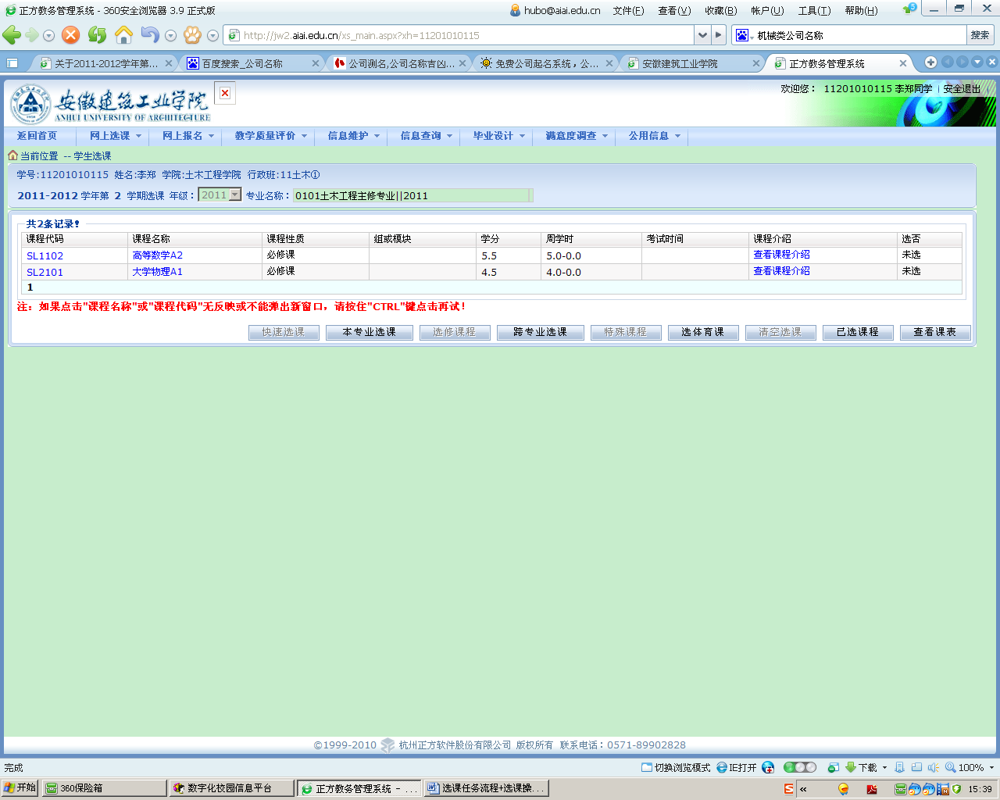 正方教务管理系统 - 360安全浏览器 3.9 正式版
hubo@aiai.edu.cn 文件(F) 查看(V) 收藏(B) 帐户(U) 工具(T) 帮助(H) 5
http://jw2.aiai.edu.cn/xs_main.aspx?xh=11201010115 机械类公司名称 搜索
关于2011-2012学年第... 百度搜索_公司名称 公司测名,公司名称吉凶... 免费公司起名系统，公... 安徽建筑工业学院 正方教务管理系统
安徽建筑工业学院
ANHUI UNIVERSITY OF ARCHITECTURE
欢迎您： 11201010115 李郑同学 安全退出
返回首页 网上选课 网上报名 教学质量评价 信息维护 信息查询 毕业设计 满意度调查 公用信息
当前位置 -- 学生选课
学号:11201010115 姓名:李郑 学院:土木工程学院 行政班:11土木①
2011-2012 学年第 2 学期选课 年级： 2011 专业名称： 0101土木工程主修专业||2011
共2条记录!
课程代码 课程名称 课程性质 组或模块 学分 周学时 考试时间 课程介绍 选否
SL1102 高等数学A2 必修课 5.5 5.0-0.0 查看课程介绍 未选
SL2101 大学物理A1 必修课 4.5 4.0-0.0 查看课程介绍 未选
1
注：如果点击"课程名称"或"课程代码"无反映或不能弹出新窗口，请按住"CTRL"键点击再试！
快速选课 本专业选课 选修课程 跨专业选课 特殊课程 选体育课 清空选课 已选课程 查看课表
©1999-2010 杭州正方软件股份有限公司 版权所有 联系电话：0571-89902828
完成 切换浏览模式 IE打开 下载 100%
开始 360保险箱 数字化校园信息平台 正方教务管理系统 - ... 选课任务流程+选课操... 15:39